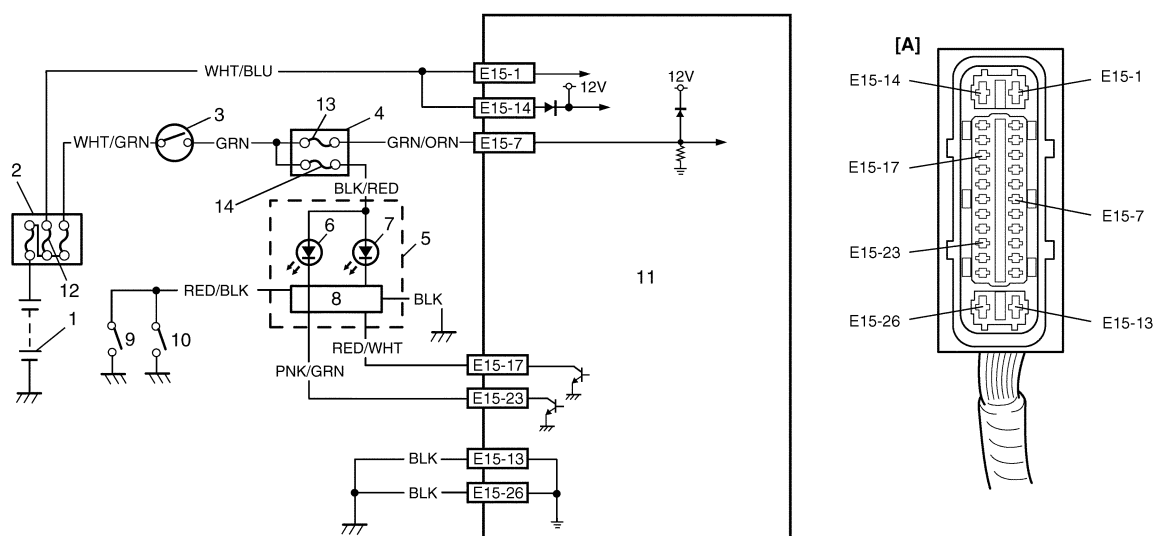 [A]
WHT/BLU
E15-1
12V
12V
E15-14
E15-14
E15-1
3
13
4
WHT/GRN
GRN
GRN/ORN
E15-7
2
14
BLK/RED
E15-17
6
7
5
E15-7
12
8
11
E15-23
RED/BLK
BLK
1
9
10
RED/WHT
E15-26
E15-13
PNK/GRN
E15-17
E15-23
BLK
E15-13
BLK
E15-26